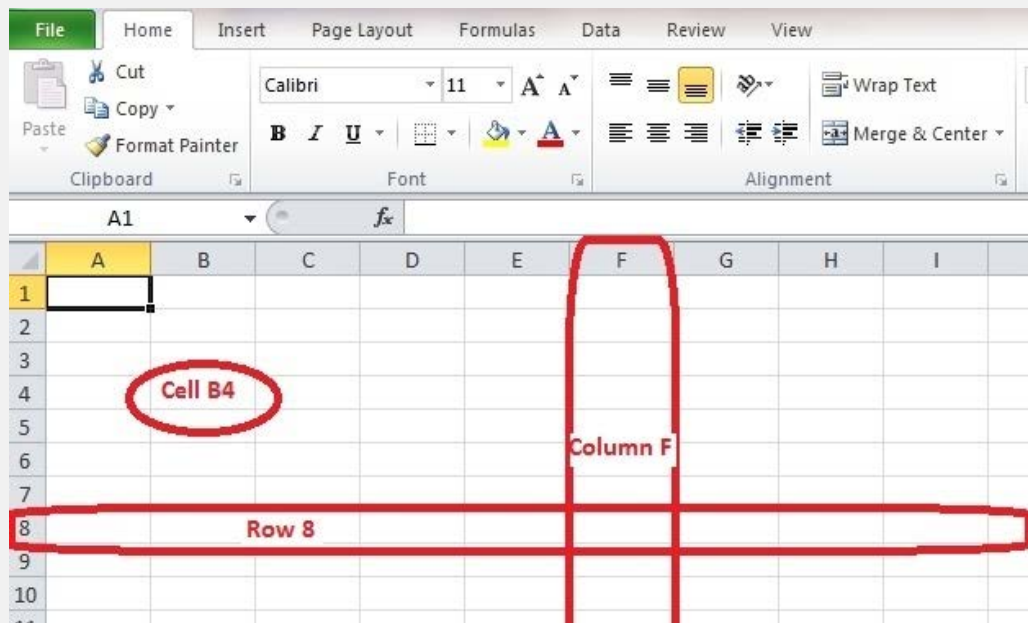 File Home Insert Page Layout Formulas Data Review View
Cut
Calibri 11 A A Wrap Text
Copy
Paste
B I U A Merge & Center
Format Painter
Clipboard Font Alignment
A1 fx
A B C D E F G H I
1
2
3
4 Cell B4
5
6 Column F
7
8 Row 8
9
10